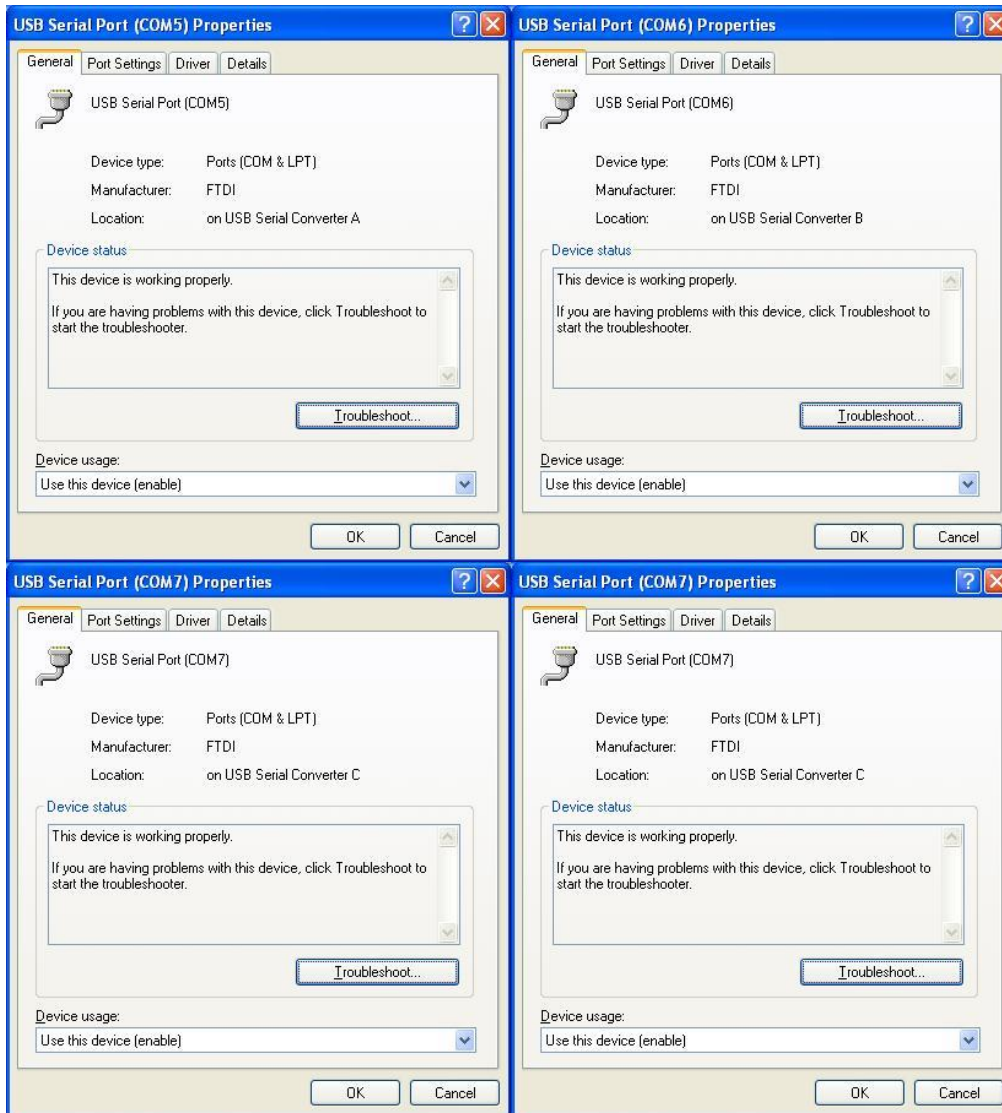 USB Serial Port (COM5) Properties
General Port Settings Driver Details
USB Serial Port (COM5)
Device type: Ports (COM & LPT)
Manufacturer: FTDI
Location: on USB Serial Converter A
Device status
This device is working properly.
If you are having problems with this device, click Troubleshoot to
start the troubleshooter.
Troubleshoot...
Device usage:
Use this device (enable)
OK Cancel
USB Serial Port (COM6) Properties
General Port Settings Driver Details
USB Serial Port (COM6)
Device type: Ports (COM & LPT)
Manufacturer: FTDI
Location: on USB Serial Converter B
Device status
This device is working properly.
If you are having problems with this device, click Troubleshoot to
start the troubleshooter.
Troubleshoot...
Device usage:
Use this device (enable)
OK Cancel
USB Serial Port (COM7) Properties
General Port Settings Driver Details
USB Serial Port (COM7)
Device type: Ports (COM & LPT)
Manufacturer: FTDI
Location: on USB Serial Converter C
Device status
This device is working properly.
If you are having problems with this device, click Troubleshoot to
start the troubleshooter.
Troubleshoot...
Device usage:
Use this device (enable)
OK Cancel
USB Serial Port (COM7) Properties
General Port Settings Driver Details
USB Serial Port (COM7)
Device type: Ports (COM & LPT)
Manufacturer: FTDI
Location: on USB Serial Converter C
Device status
This device is working properly.
If you are having problems with this device, click Troubleshoot to
start the troubleshooter.
Troubleshoot...
Device usage:
Use this device (enable)
OK Cancel